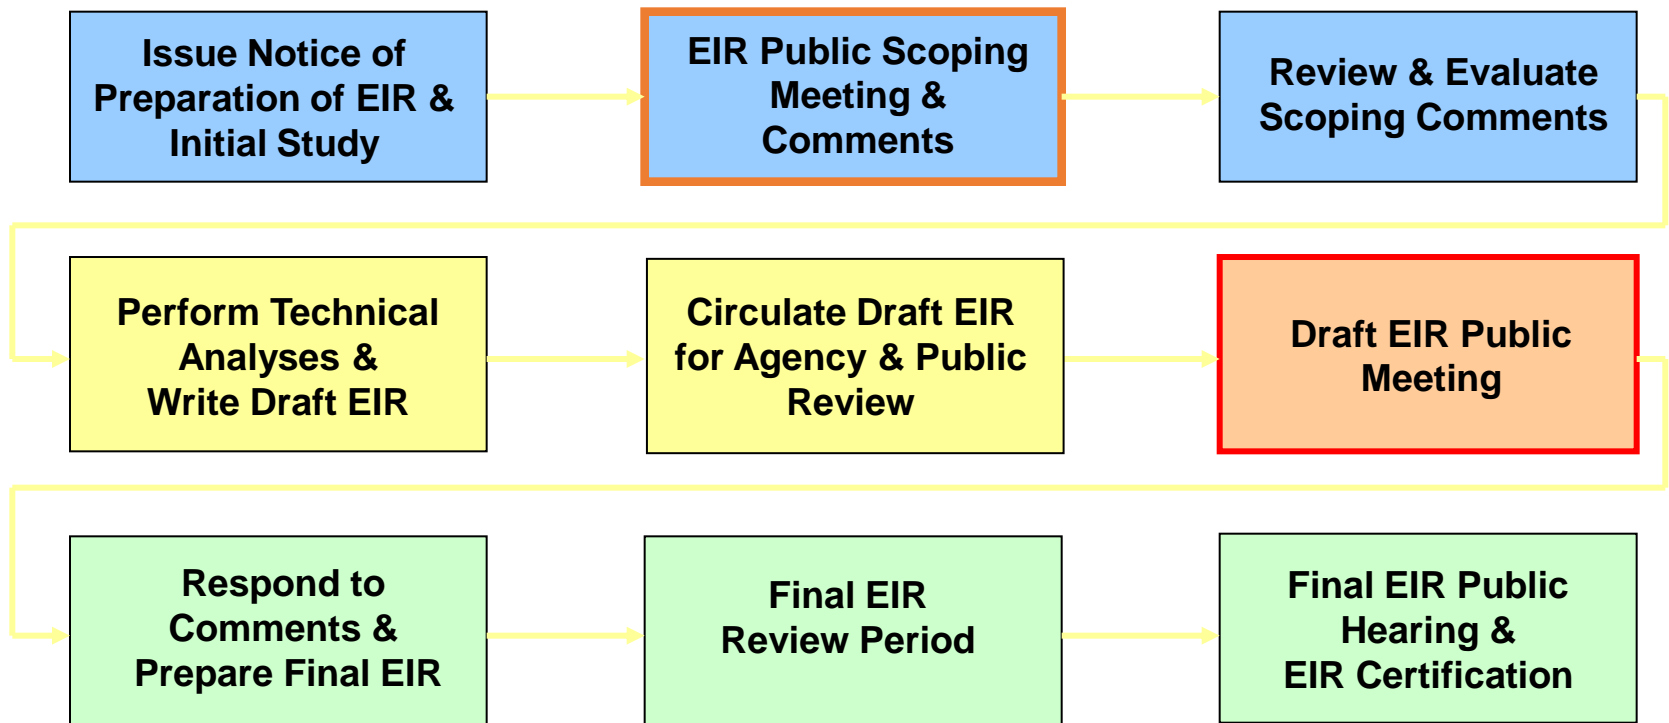 Issue Notice of
Preparation of EIR &
Initial Study
EIR Public Scoping
Meeting &
Comments
Review & Evaluate
Scoping Comments
Perform Technical
Analyses &
Write Draft EIR
Circulate Draft EIR
for Agency & Public
Review
Draft EIR Public
Meeting
Respond to
Comments &
Prepare Final EIR
Final EIR
Review Period
Final EIR Public
Hearing &
EIR Certification